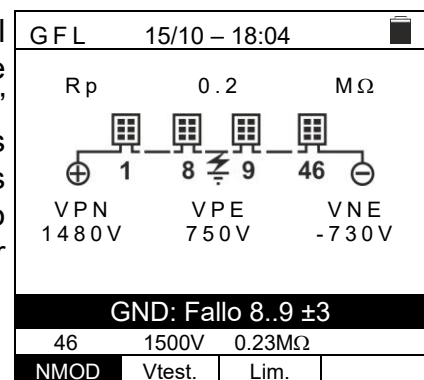 GFL 15/10 – 18:04
Rp 0.2 MΩ
1 8 9 46
VPN VPE VNE
1480V 750V -730V
GND: Fallo 8..9 ±3
46 1500V 0.23MΩ
NMOD Vtest. Lim.